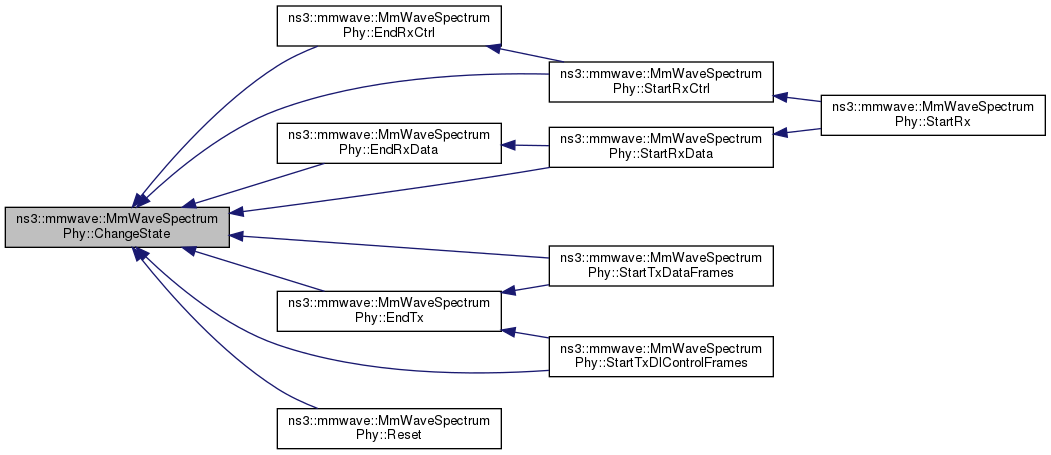 ns3::mmwave::MmWaveSpectrum
Phy::EndRxCtrl
ns3::mmwave::MmWaveSpectrum
Phy::StartRxCtrl
ns3::mmwave::MmWaveSpectrum
Phy::StartRx
ns3::mmwave::MmWaveSpectrum
Phy::EndRxData
ns3::mmwave::MmWaveSpectrum
Phy::StartRxData
ns3::mmwave::MmWaveSpectrum
Phy::ChangeState
ns3::mmwave::MmWaveSpectrum
Phy::StartTxDataFrames
ns3::mmwave::MmWaveSpectrum
Phy::EndTx
ns3::mmwave::MmWaveSpectrum
Phy::StartTxDlControlFrames
ns3::mmwave::MmWaveSpectrum
Phy::Reset